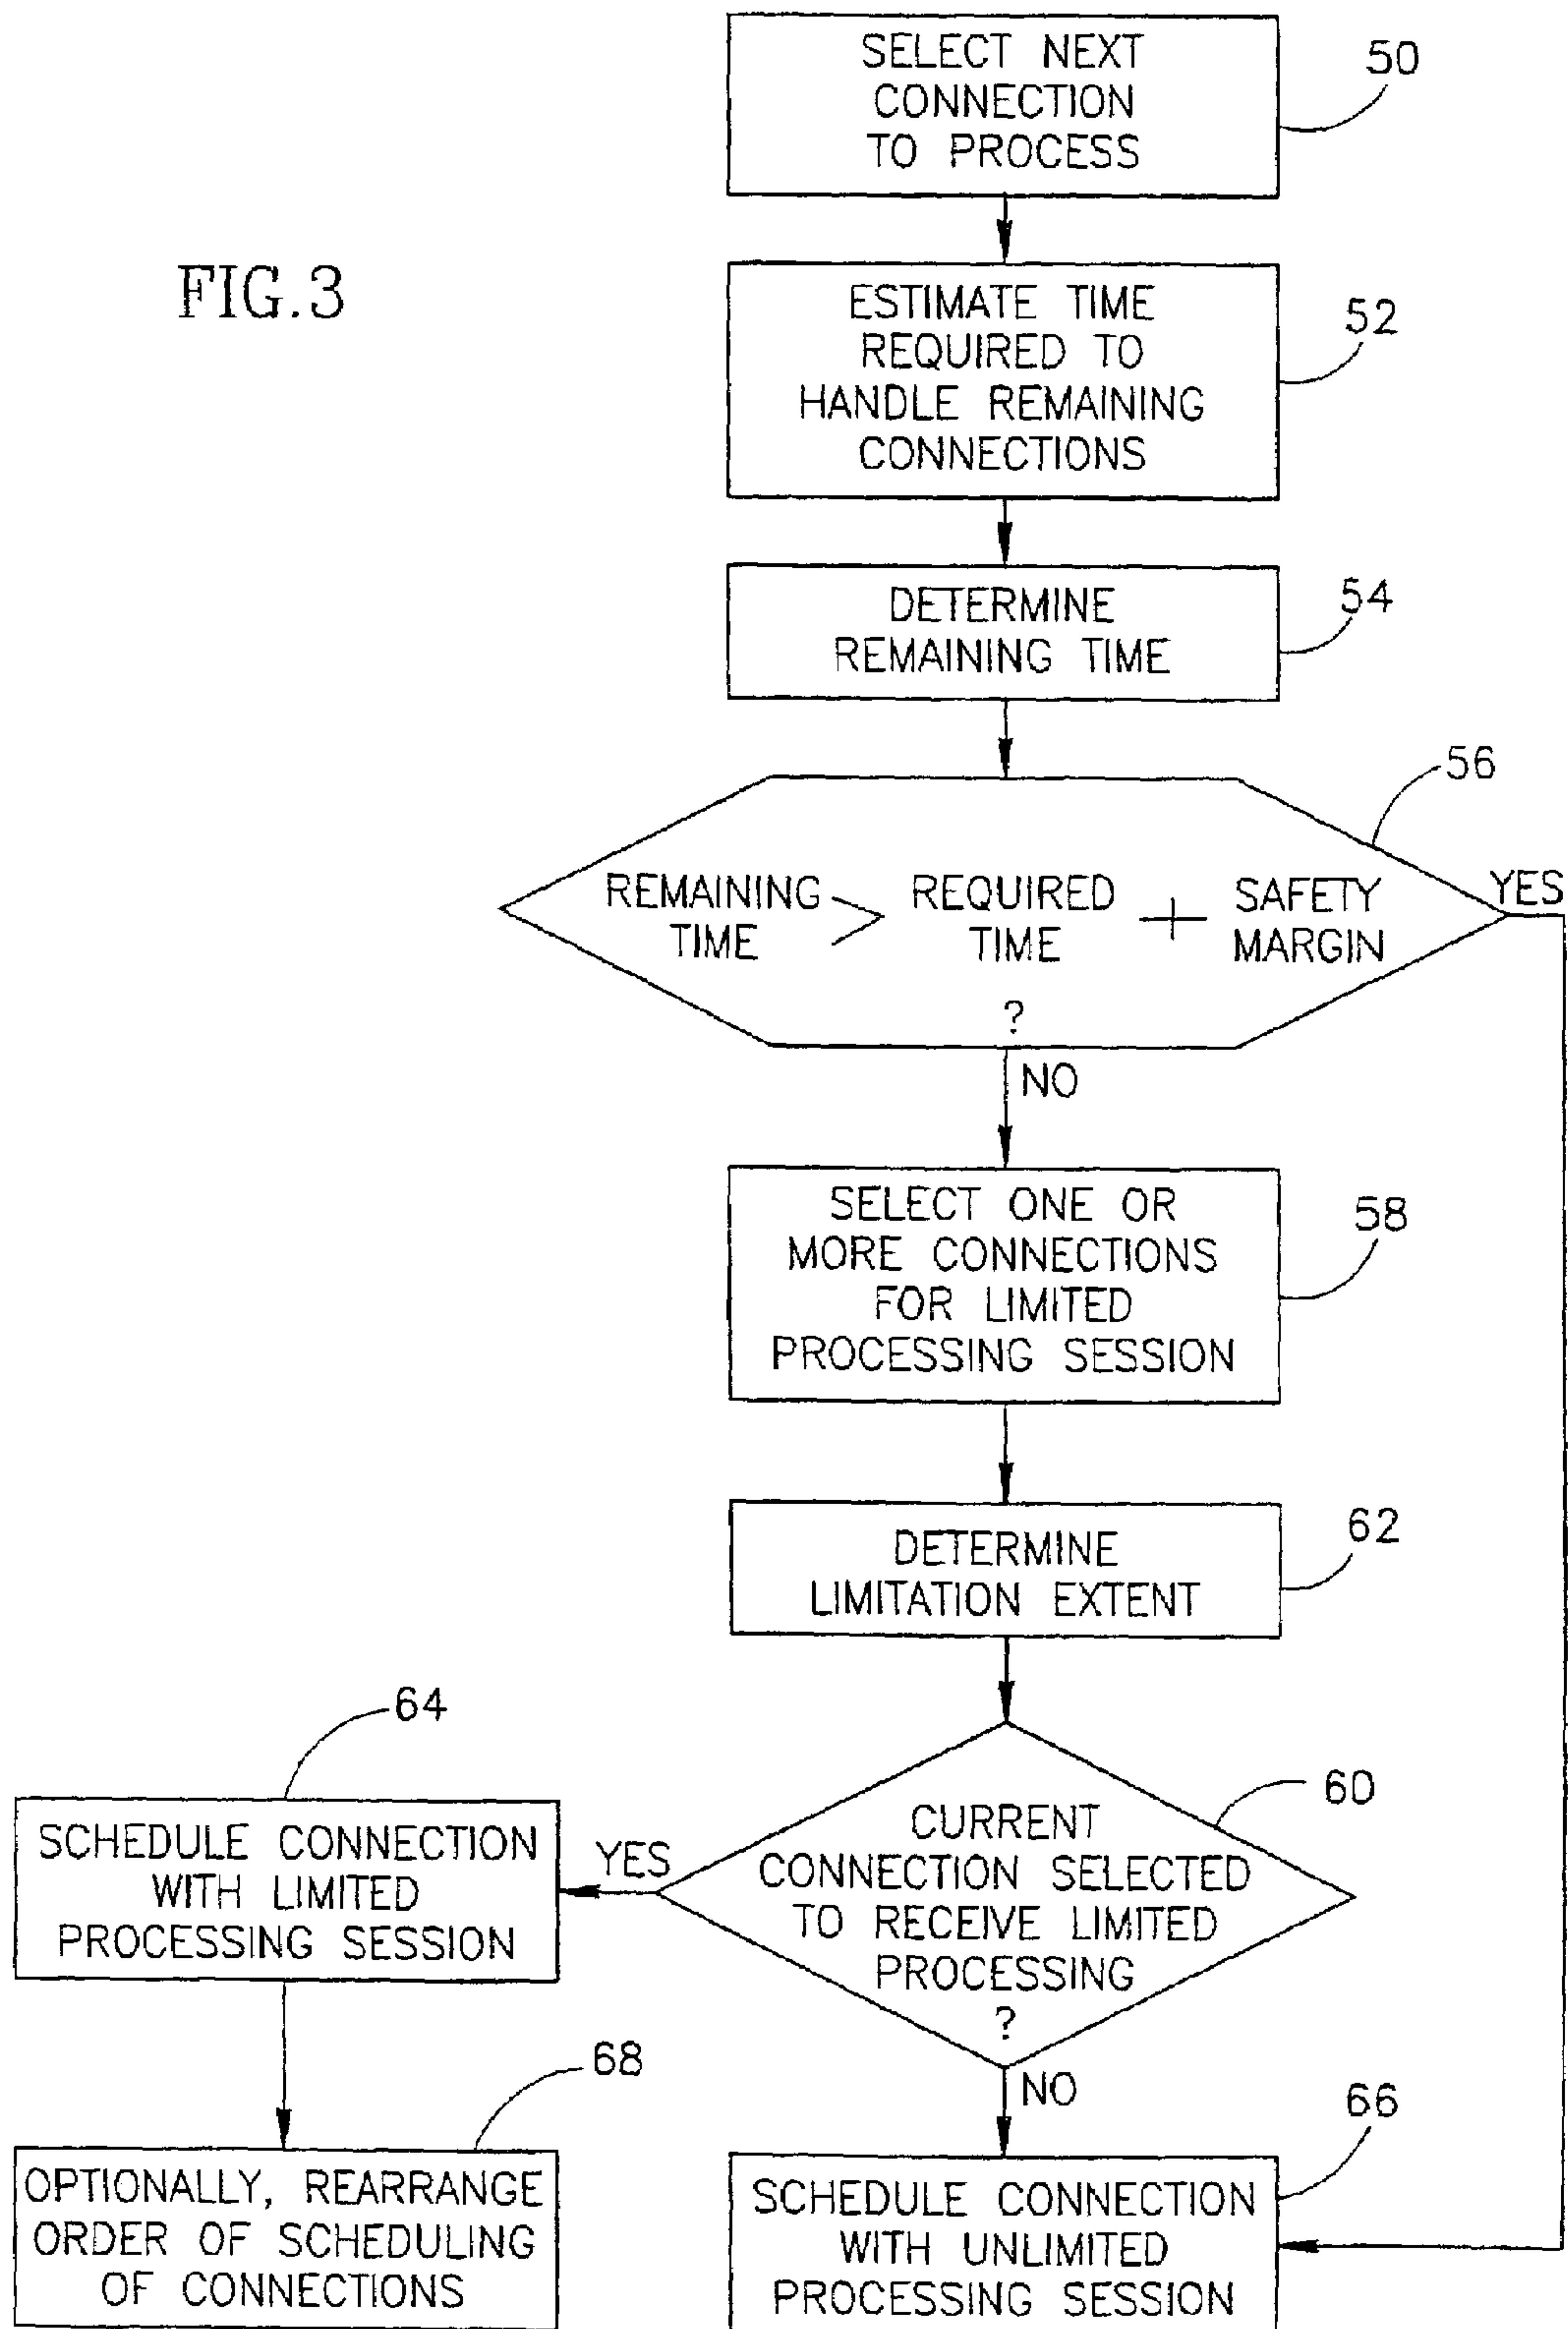 SELECT NEXT
CONNECTION
TO PROCESS
50
FIG.3
ESTIMATE TIME
REQUIRED TO
HANDLE REMAINING
CONNECTIONS
52
DETERMINE
REMAINING TIME
54
56
REMAINING
TIME
>
REQUIRED
TIME
+
SAFETY
MARGIN
?
YES
NO
SELECT ONE OR
MORE CONNECTIONS
FOR LIMITED
PROCESSING SESSION
58
DETERMINE
LIMITATION EXTENT
62
CURRENT
CONNECTION SELECTED
TO RECEIVE LIMITED
PROCESSING
?
60
YES
64
SCHEDULE CONNECTION
WITH LIMITED
PROCESSING SESSION
68
OPTIONALLY, REARRANGE
ORDER OF SCHEDULING
OF CONNECTIONS
NO
66
SCHEDULE CONNECTION
WITH UNLIMITED
PROCESSING SESSION